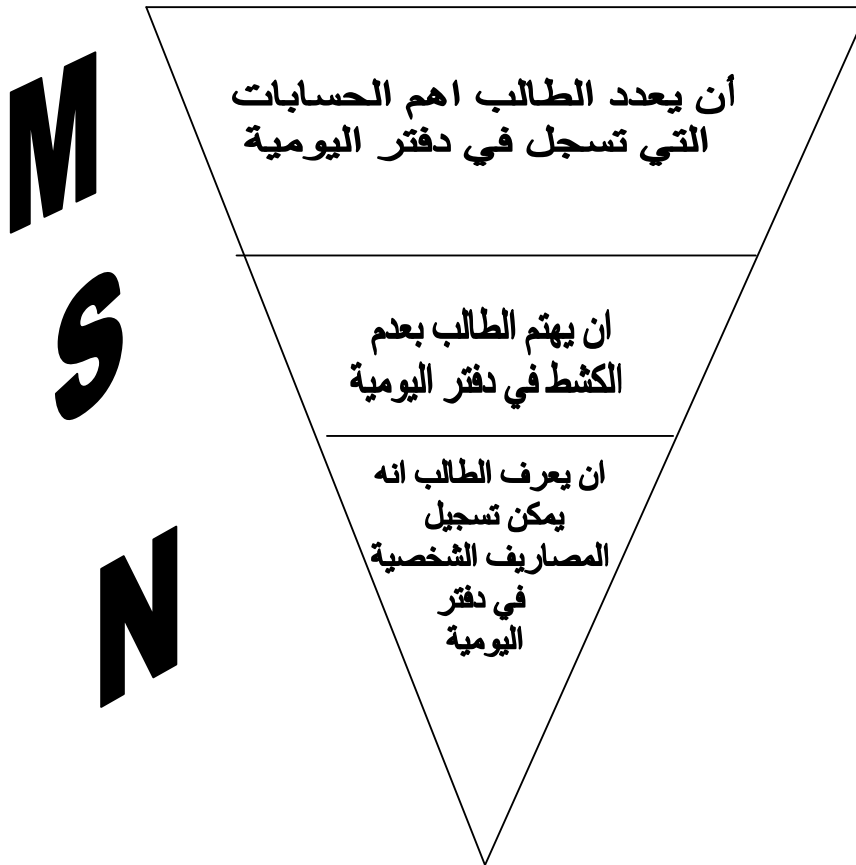 M
أن يعدد الطالب اهم الحسابات
التي تسجل في دفتر اليومية
S
ان يهتم الطالب بعدم
الكشط في دفتر اليومية
N
ان يعرف الطالب انه
يمكن تسجيل
المصاريف الشخصية
في دفتر
اليومية